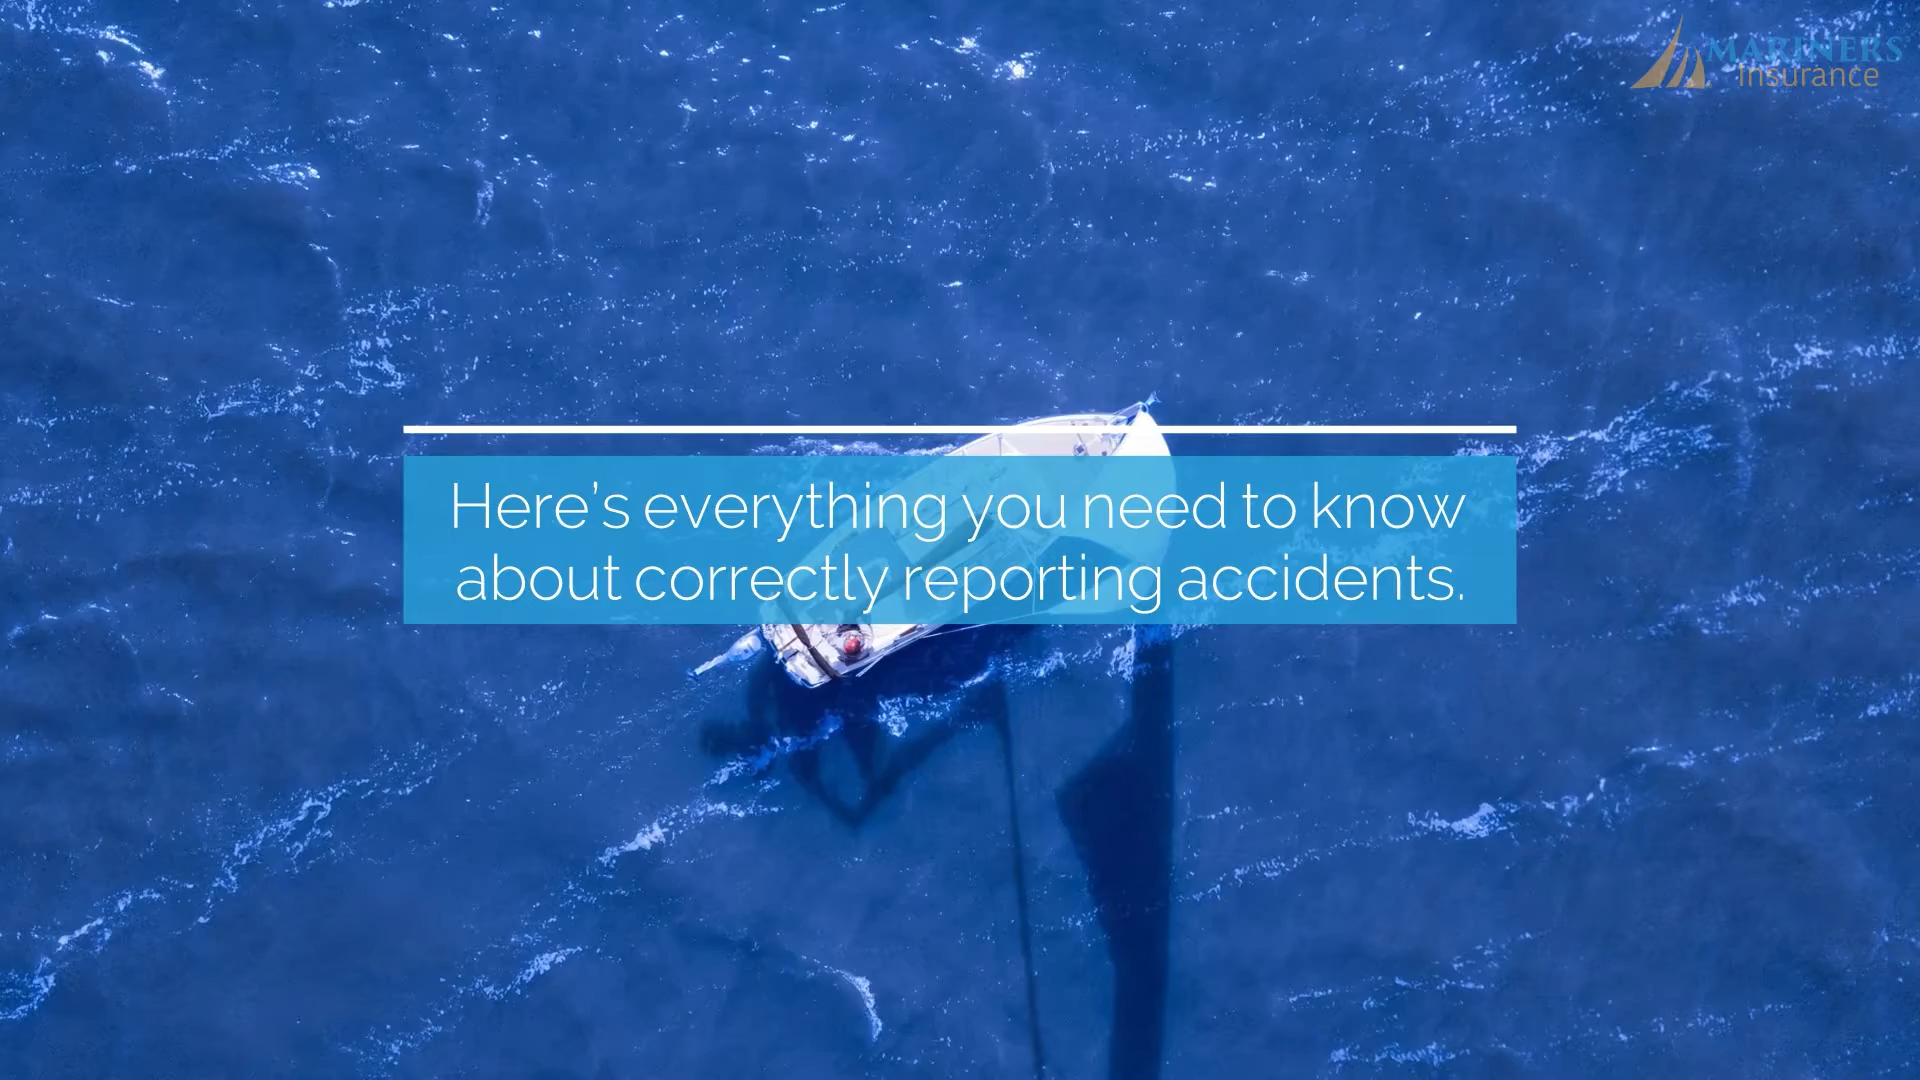 MARINERS
insurance
Here's everything you need to know
about correctly reporting accidents.